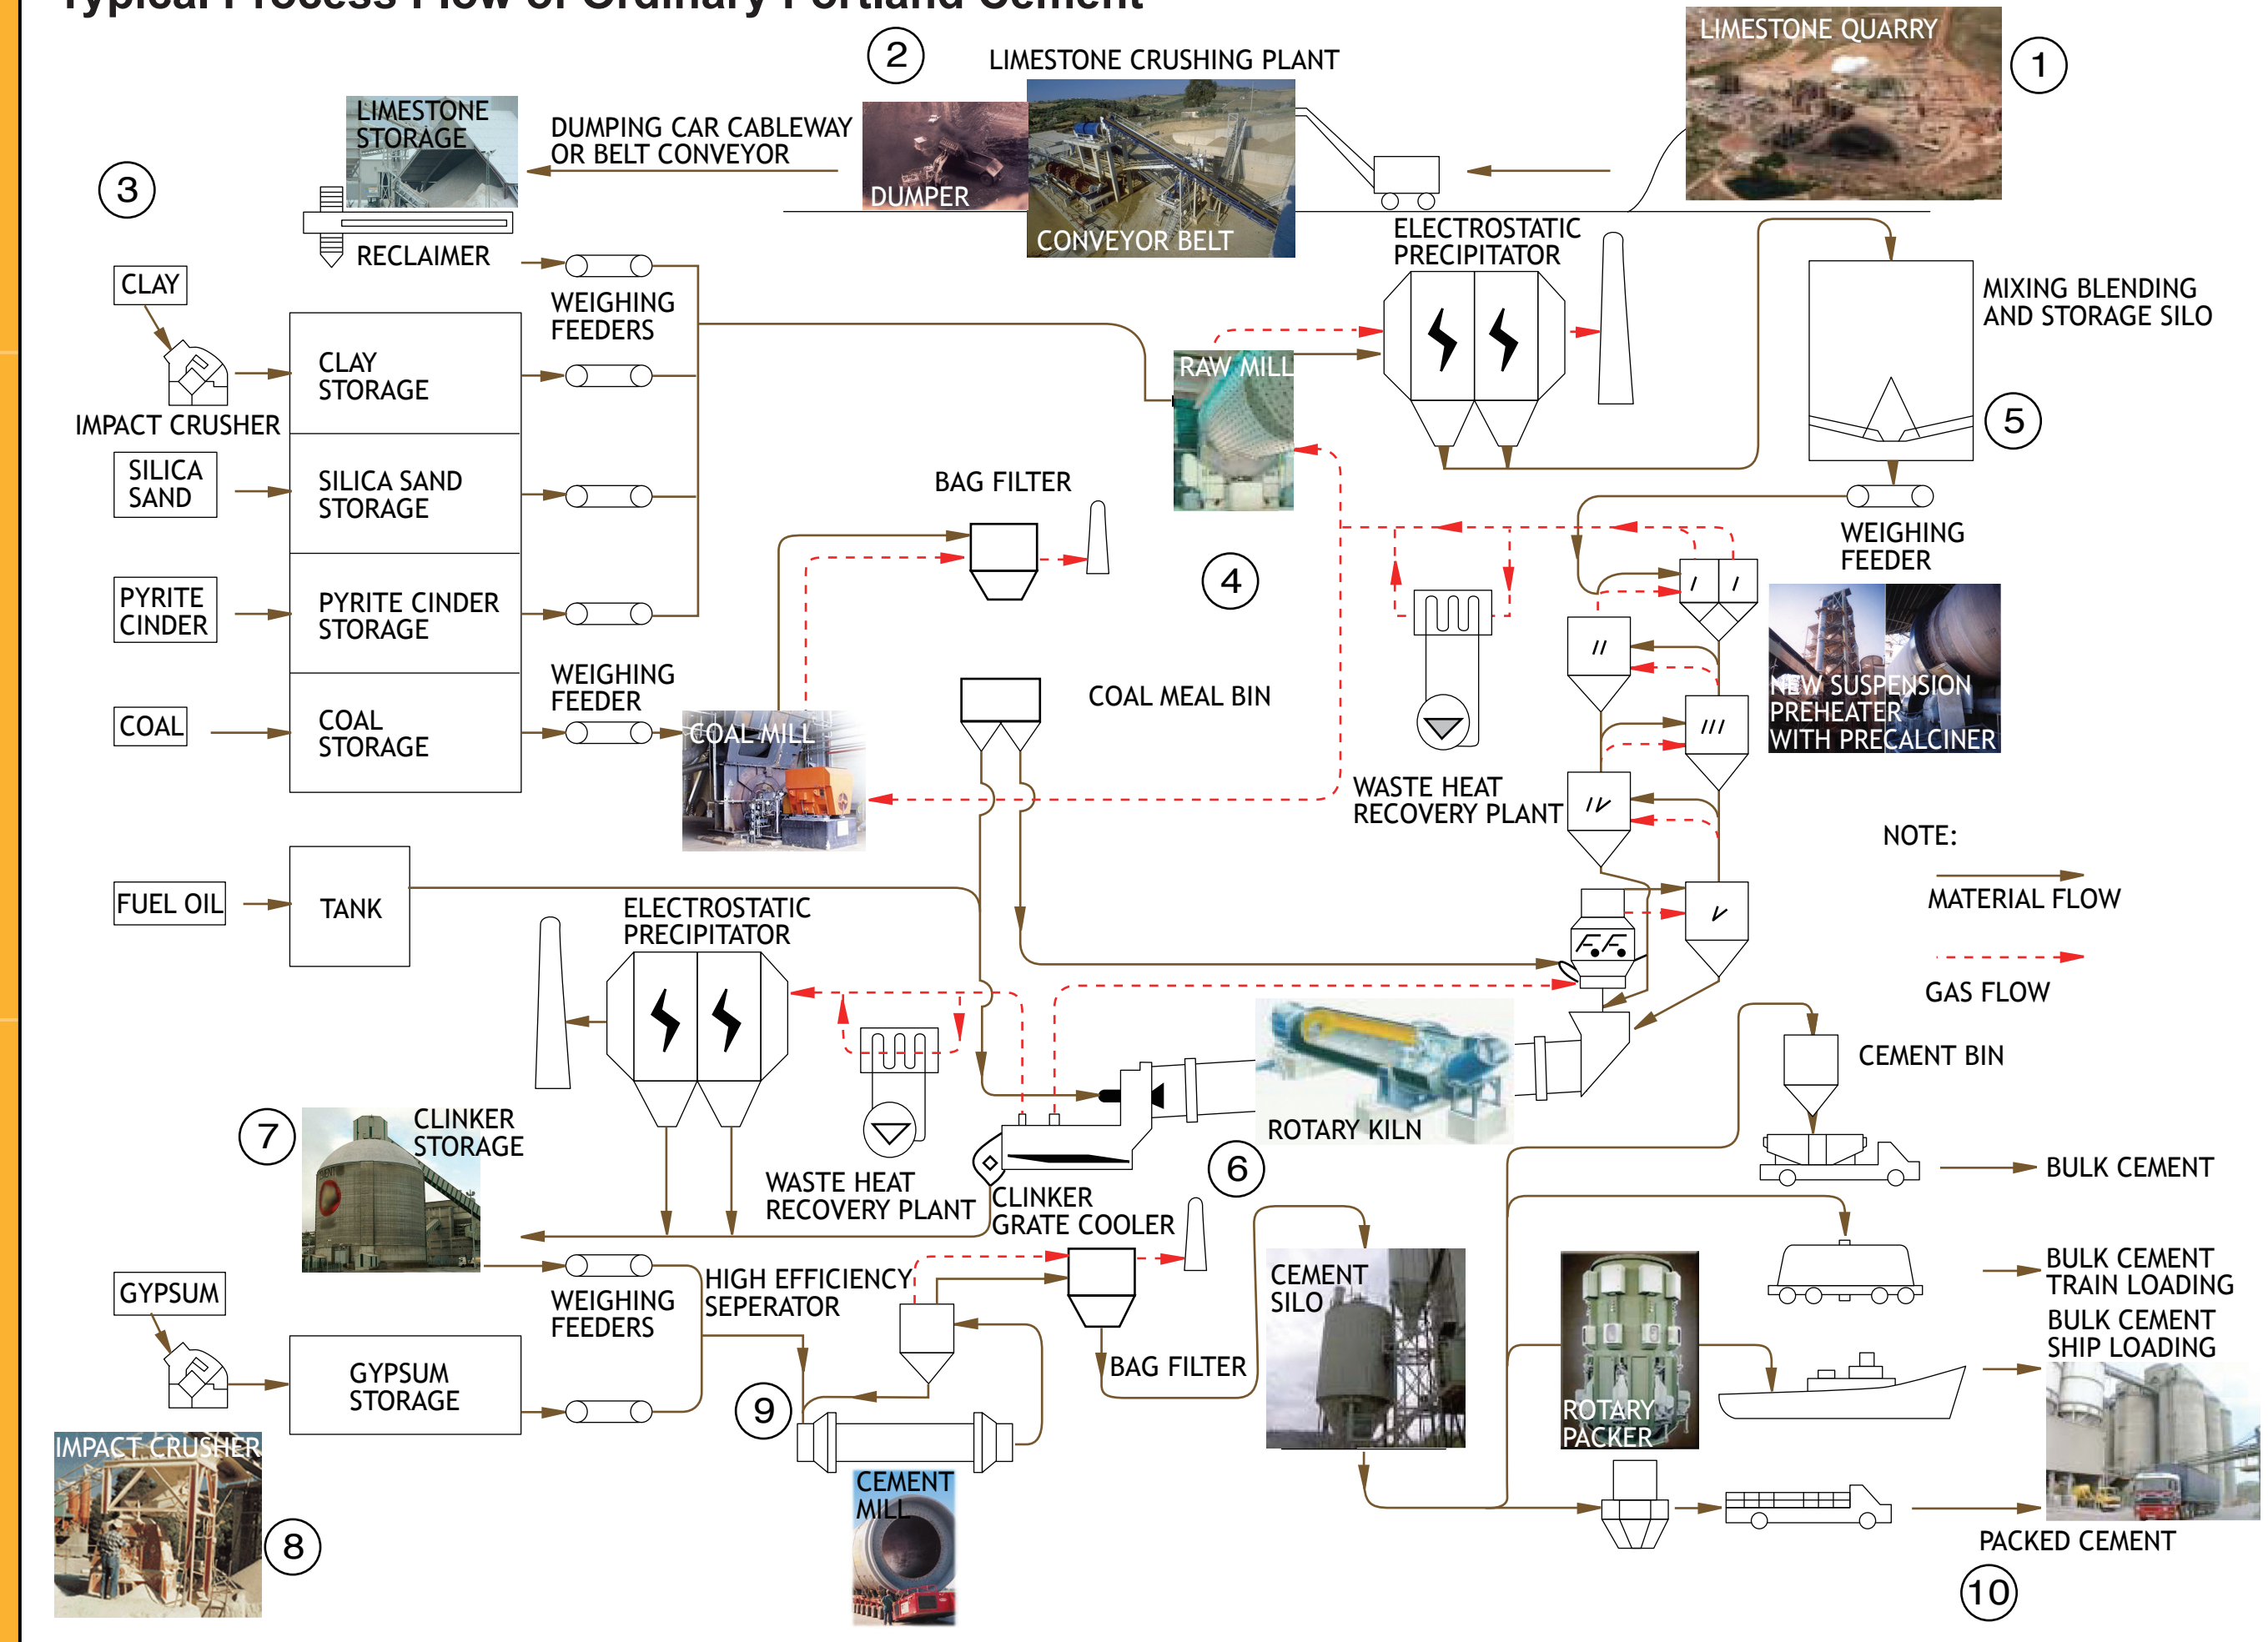 Typical Process Flow of Ordinary Portland Cement
1
LIMESTONE QUARRY
2
LIMESTONE CRUSHING PLANT
DUMPER
CONVEYOR BELT
DUMPING CAR CABLEWAY
OR BELT CONVEYOR
LIMESTONE
STORAGE
3
RECLAIMER
CLAY
IMPACT CRUSHER
WEIGHING
FEEDERS
CLAY
STORAGE
SILICA
SAND
SILICA SAND
STORAGE
PYRITE
CINDER
PYRITE CINDER
STORAGE
COAL
COAL
STORAGE
WEIGHING
FEEDER
COAL MILL
BAG FILTER
COAL MEAL BIN
4
RAW MILL
ELECTROSTATIC
PRECIPITATOR
MIXING BLENDING
AND STORAGE SILO
5
WEIGHING
FEEDER
I
I
II
III
IV
V
NEW SUSPENSION
PREHEATER
WITH PRECALCINER
WASTE HEAT
RECOVERY PLANT
NOTE:
MATERIAL FLOW
GAS FLOW
FUEL OIL
TANK
ELECTROSTATIC
PRECIPITATOR
WASTE HEAT
RECOVERY PLANT
ROTARY KILN
6
CLINKER
GRATE COOLER
7
CLINKER
STORAGE
GYPSUM
GYPSUM
STORAGE
WEIGHING
FEEDERS
IMPACT CRUSHER
8
HIGH EFFICIENCY
SEPERATOR
BAG FILTER
9
CEMENT
MILL
CEMENT
SILO
CEMENT BIN
BULK CEMENT
BULK CEMENT
TRAIN LOADING
BULK CEMENT
SHIP LOADING
ROTARY
PACKER
PACKED CEMENT
10